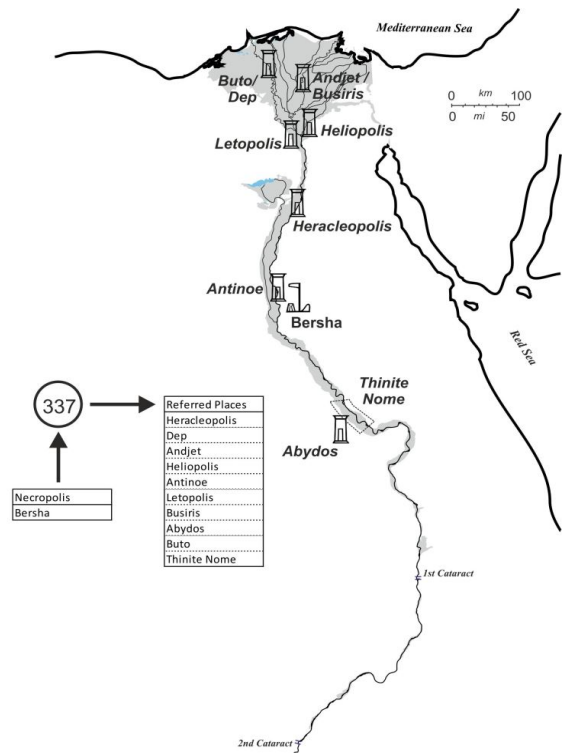 Mediterranean Sea
Buto/
Dep
Andjet /
Busiris
0 km 100
0 mi 50
Heliopolis
Letopolis
Heracleopolis
Antinoe
Bersha
Red Sea
Thinite
Nome
Abydos
337
Referred Places
Heracleopolis
Dep
Andjet
Heliopolis
Antinoe
Letopolis
Busiris
Abydos
Buto
Thinite Nome
Necropolis
Bersha
1st Cataract
2nd Cataract